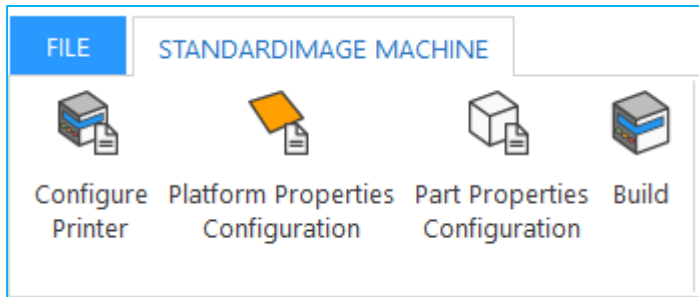 FILE
STANDARDIMAGE MACHINE
Configure Printer
Platform Properties Configuration
Part Properties Configuration
Build